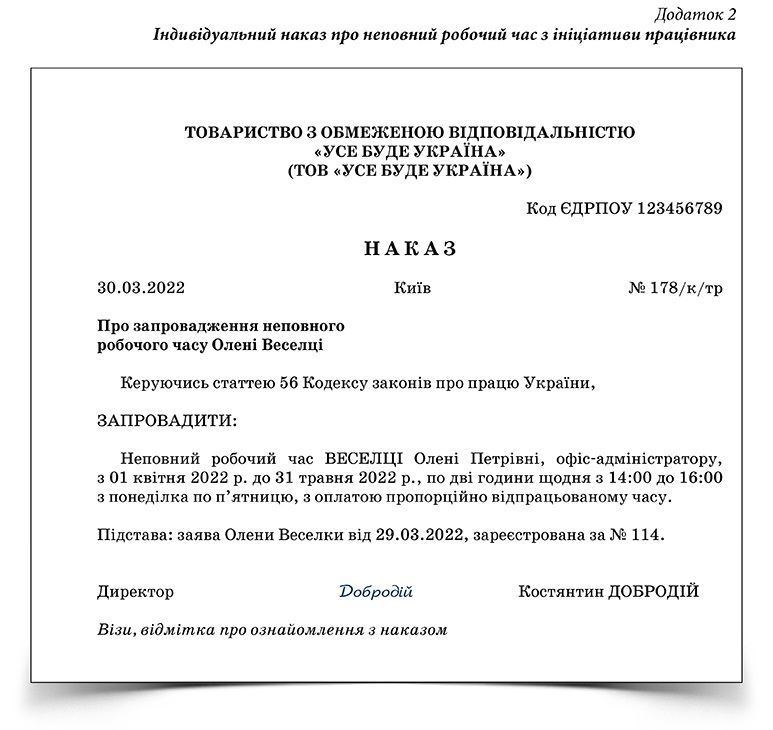 Додаток 2
Індивідуальний наказ про неповний робочий час з ініціативи працівника
ТОВАРИСТВО З ОБМЕЖЕНОЮ ВІДПОВІДАЛЬНІСТЮ
«УСЕ БУДЕ УКРАЇНА»
(ТОВ «УСЕ БУДЕ УКРАЇНА»)
Код ЄДРПОУ 123456789
НАКАЗ
30.03.2022 Київ № 178/к/тр
Про запровадження неповного
робочого часу Олені Веселці
Керуючись статтею 56 Кодексу законів про працю України,
ЗАПРОВАДИТИ:
Неповний робочий час ВЕСЕЛЦІ Олені Петрівні, офіс-адміністратору,
з 01 квітня 2022 р. до 31 травня 2022 р., по дві години щодня з 14:00 до 16:00
з понеділка по п’ятницю, з оплатою пропорційно відпрацьованому часу.
Підстава: заява Олени Веселки від 29.03.2022, зареєстрована за № 114.
Директор Добродій Костянтин ДОБРОДІЙ
Візи, відмітка про ознайомлення з наказом